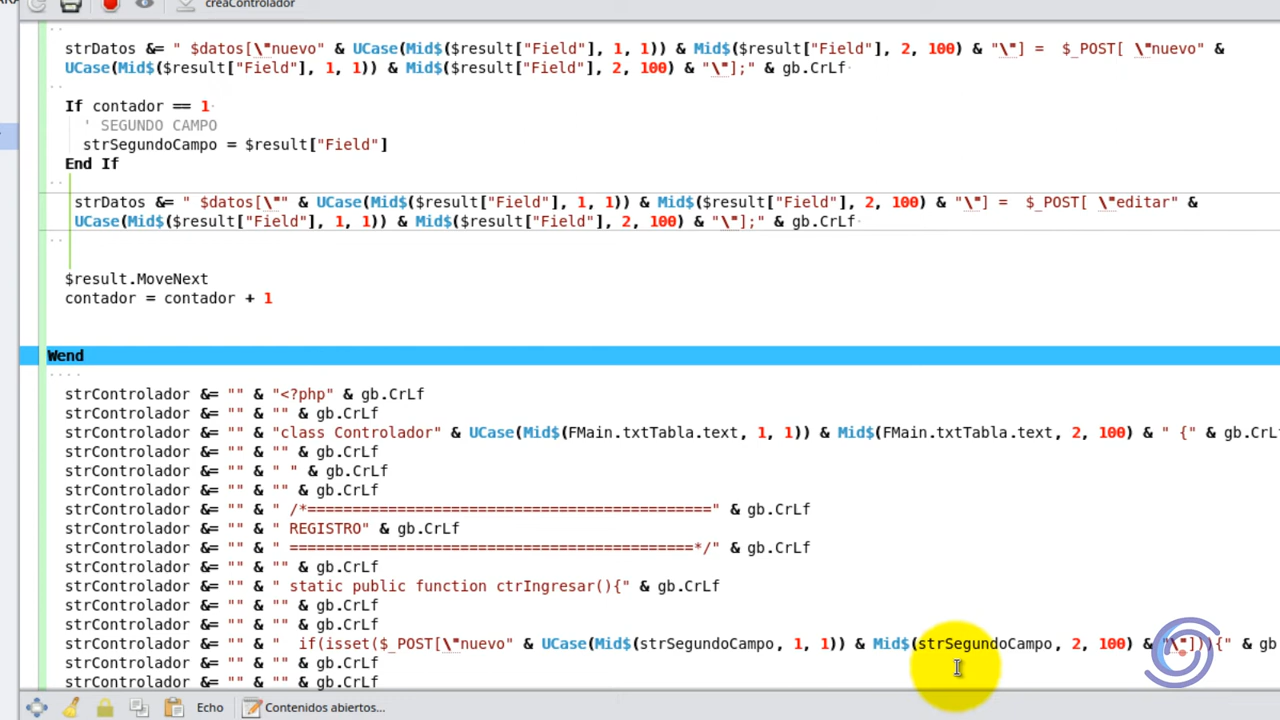 creaControlador
strDatos &= " $datos[\"nuevo" & UCase(Mid$($result["Field"], 1, 1)) & Mid$($result["Field"], 2, 100) & "\"] =  $_POST[ \"nuevo" &
UCase(Mid$($result["Field"], 1, 1)) & Mid$($result["Field"], 2, 100) & "\"];" & gb.CrLf
If contador == 1
' SEGUNDO CAMPO
strSegundoCampo = $result["Field"]
End If
strDatos &= " $datos[\"" & UCase(Mid$($result["Field"], 1, 1)) & Mid$($result["Field"], 2, 100) & "\"] =  $_POST[ \"editar" &
UCase(Mid$($result["Field"], 1, 1)) & Mid$($result["Field"], 2, 100) & "\"];" & gb.CrLf
$result.MoveNext
contador = contador + 1
Wend
strControlador &= "" & "<?php" & gb.CrLf
strControlador &= "" & "" & gb.CrLf
strControlador &= "" & "class Controlador" & UCase(Mid$(FMain.txtTabla.text, 1, 1)) & Mid$(FMain.txtTabla.text, 2, 100) & " {" & gb.CrL
strControlador &= "" & "" & gb.CrLf
strControlador &= "" & " " & gb.CrLf
strControlador &= "" & "" & gb.CrLf
strControlador &= "" & " /*=============================================" & gb.CrLf
strControlador &= "" & " REGISTRO" & gb.CrLf
strControlador &= "" & " =============================================*/" & gb.CrLf
strControlador &= "" & "" & gb.CrLf
strControlador &= "" & " static public function ctrIngresar(){" & gb.CrLf
strControlador &= "" & "" & gb.CrLf
strControlador &= "" & "" & gb.CrLf
strControlador &= "" & "  if(isset($_POST[\"nuevo" & UCase(Mid$(strSegundoCampo, 1, 1)) & Mid$(strSegundoCampo, 2, 100) & "\"])){" & gb
strControlador &= "" & "" & gb.CrLf
strControlador &= "" & "" & gb.CrLf
Echo
Contenidos abiertos...